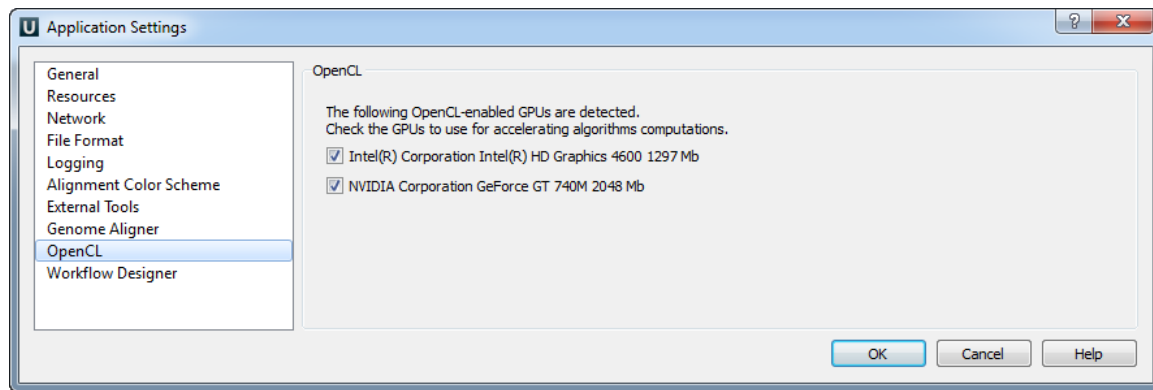 U Application Settings
?
X
General
Resources
Network
File Format
Logging
Alignment Color Scheme
External Tools
Genome Aligner
OpenCL
Workflow Designer
OpenCL
The following OpenCL-enabled GPUs are detected.
Check the GPUs to use for accelerating algorithms computations.
Intel(R) Corporation Intel(R) HD Graphics 4600 1297 Mb
NVIDIA Corporation GeForce GT 740M 2048 Mb
OK
Cancel
Help